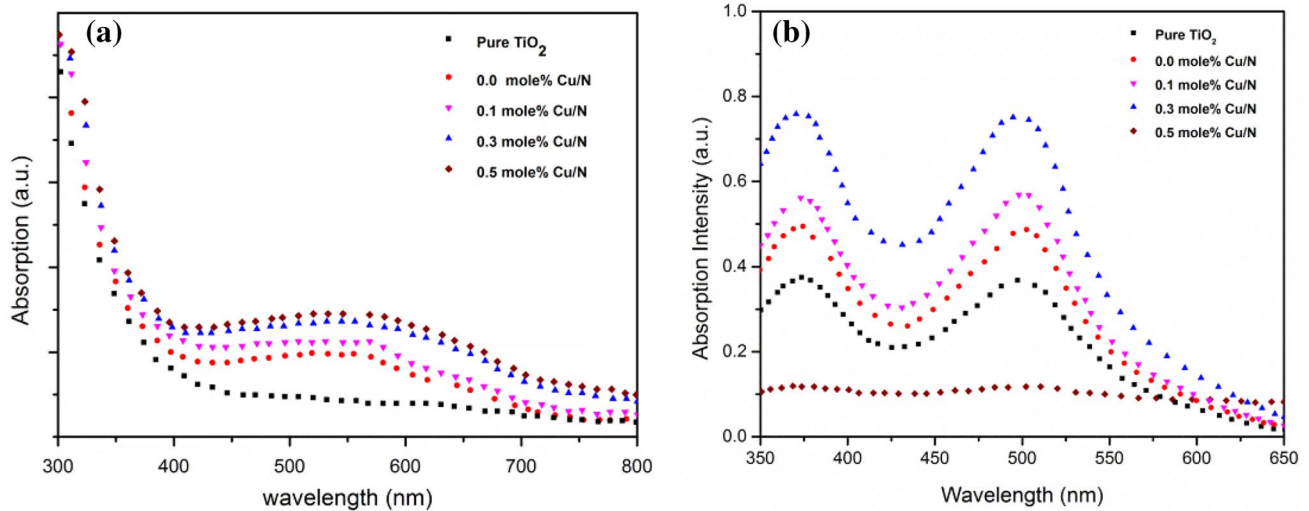 (a)
Pure TiO2
0.0 mole% Cu/N
0.1 mole% Cu/N
0.3 mole% Cu/N
0.5 mole% Cu/N
Absorption (a.u.)
300 400 500 600 700 800
wavelength (nm)
(b)
Pure TiO2
0.0 mole% Cu/N
0.1 mole% Cu/N
0.3 mole% Cu/N
0.5 mole% Cu/N
Absorption Intensity (a.u.)
1.0
0.8
0.6
0.4
0.2
0.0
350 400 450 500 550 600 650
Wavelength (nm)